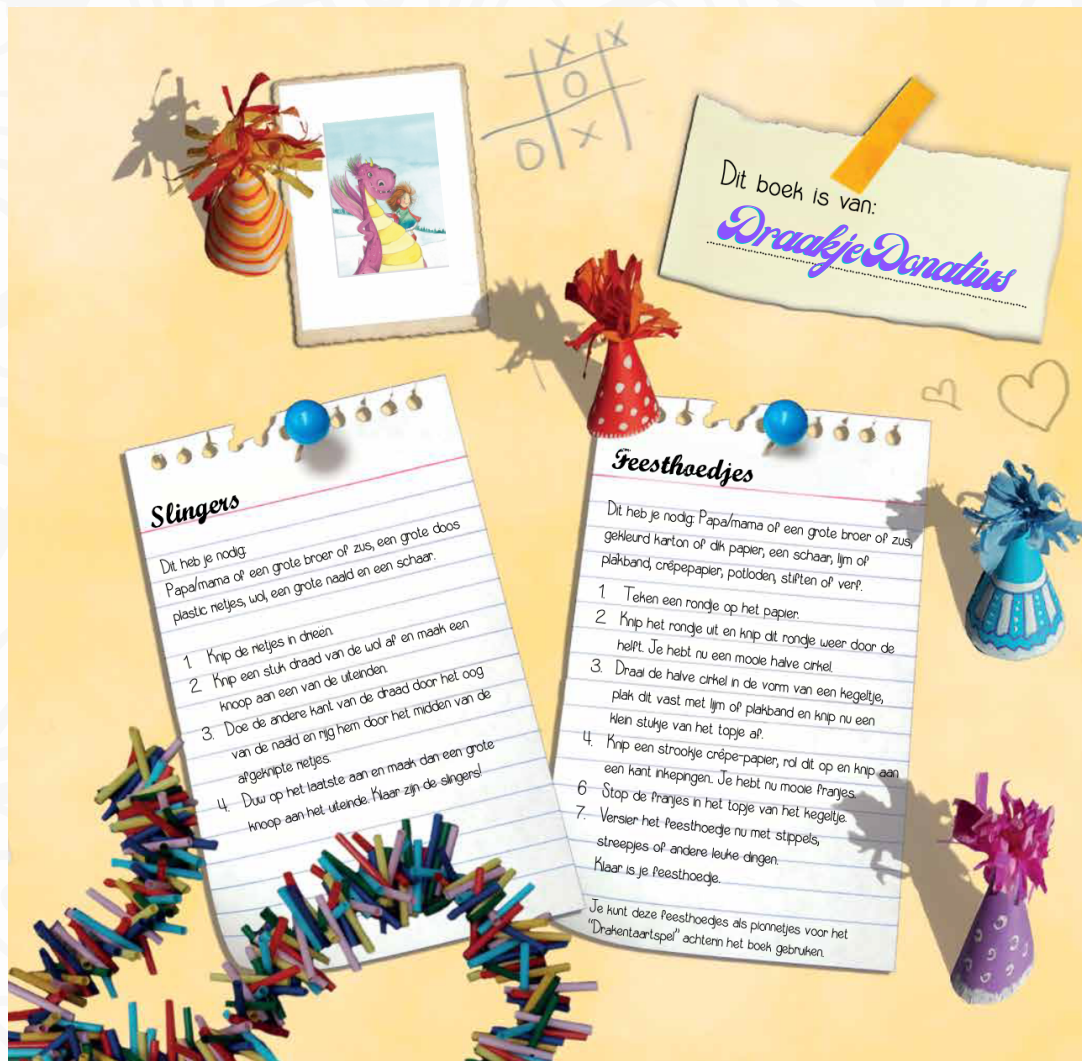 X X
O
O X
Dit boek is van:
Draakje Donatius
Slingers
Dit heb je nodig:
Papa/mama of een grote broer of zus, een grote doos
plastic rietjes, wol, een grote naald en een schaar.
1. Knip de rietjes in drieën.
2. Knip een stuk draad van de wol af en maak een
knoop aan een van de uiteinden.
3. Doe de andere kant van de draad door het oog
van de naald en rijg hem door het midden van de
afgeknipte rietjes.
4. Duw op het laatste aan en maak dan een grote
knoop aan het uiteinde. Klaar zijn de slingers!
Feesthoedjes
Dit heb je nodig: Papa/mama of een grote broer of zus,
gekleurd karton of dik papier, een schaar, lijm of
plakband, crêpepapier, potloden, stiften of verf.
1. Teken een rondje op het papier.
2. Knip het rondje uit en knip dit rondje weer door de
helft. Je hebt nu een mooie halve cirkel.
3. Draai de halve cirkel in de vorm van een kegeltje,
plak dit vast met lijm of plakband en knip nu een
klein stukje van het topje af.
4. Knip een strookje crêpe-papier, rol dit op en knip aan
een kant inkepingen. Je hebt nu mooie franjes.
6 Stop de franjes in het topje van het kegeltje.
7. Versier het feesthoedje nu met stippels,
streepjes of andere leuke dingen.
Klaar is je feesthoedje.
Je kunt deze feesthoedjes als pionnetjes voor het
"Drakentaartspel" achterin het boek gebruiken.